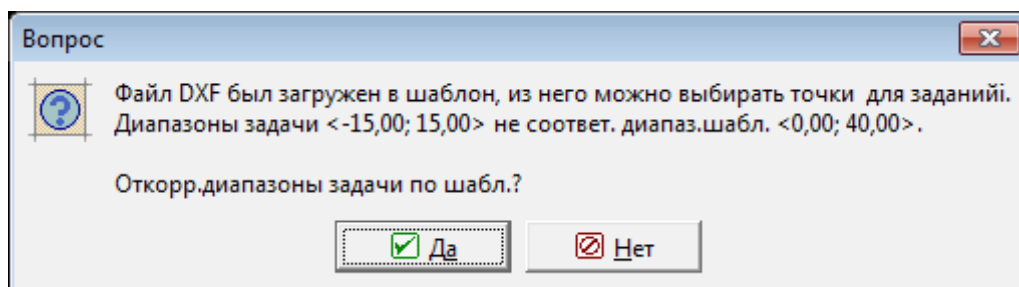 Вопрос
Файл DXF был загружен в шаблон, из него можно выбирать точки для заданийi.
Диапазоны задачи <-15,00; 15,00> не соответ. диапаз.шабл. <0,00; 40,00>.
Откорр.диапазоны задачи по шабл.?
Да
Нет